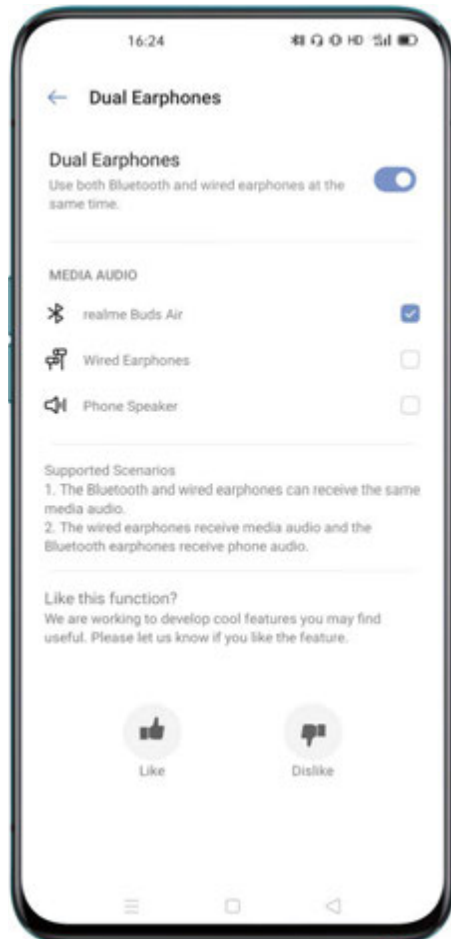 16:24
HD
Dual Earphones
Dual Earphones
Use both Bluetooth and wired earphones at the
same time.
MEDIA AUDIO
realme Buds Air
Wired Earphones
Phone Speaker
Supported Scenarios
1. The Bluetooth and wired earphones can receive the same
media audio.
2. The wired earphones receive media audio and the
Bluetooth earphones receive phone audio.
Like this function?
We are working to develop cool features you may find
useful. Please let us know if you like the feature.
Like
Dislike